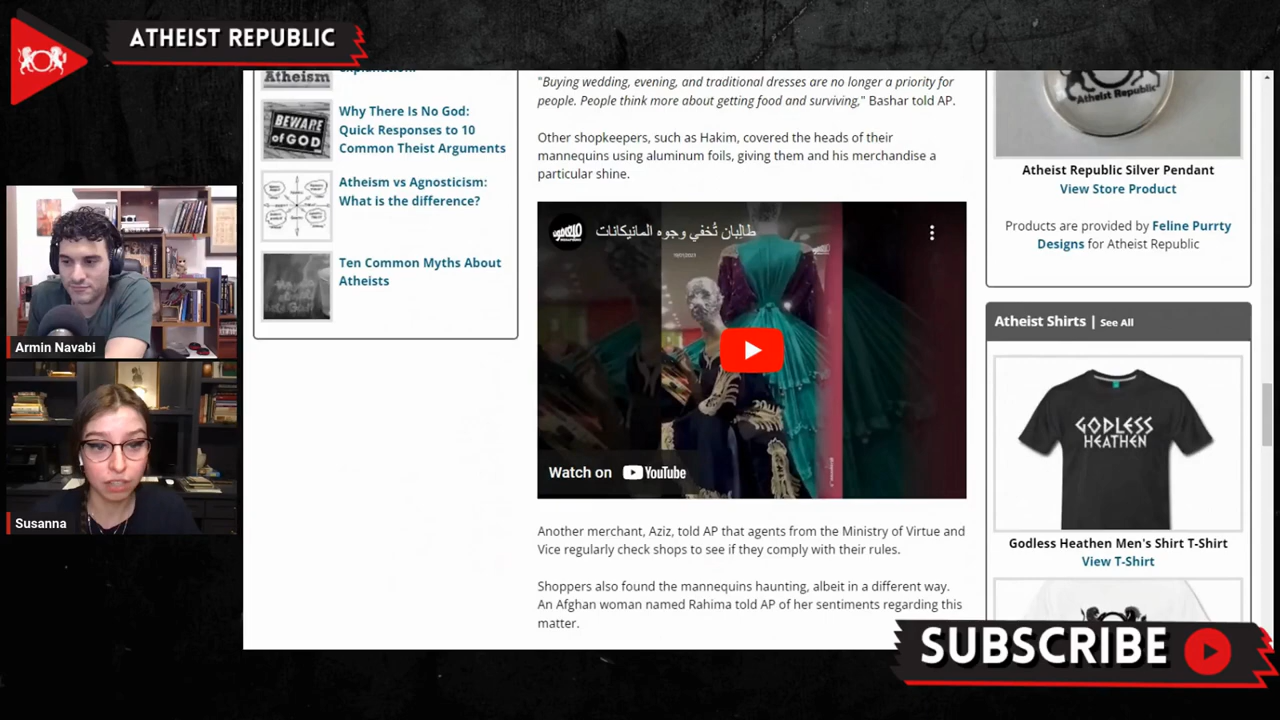 ATHEIST REPUBLIC
Atheism
Why There Is No God:
Quick Responses to 10
Common Theist Arguments
BEWARE
of GOD
Atheism vs Agnosticism:
What is the difference?
Ten Common Myths About
Atheists
"Buying wedding, evening, and traditional dresses are no longer a priority for
people. People think more about getting food and surviving," Bashar told AP.
Other shopkeepers, such as Hakim, covered the heads of their
mannequins using aluminum foils, giving them and his merchandise a
particular shine.
طالبان تُخفي وجوه المانيكانات
Watch on YouTube
Another merchant, Aziz, told AP that agents from the Ministry of Virtue and
Vice regularly check shops to see if they comply with their rules.
Shoppers also found the mannequins haunting, albeit in a different way.
An Afghan woman named Rahima told AP of her sentiments regarding this
matter.
Atheist Republic
Atheist Republic Silver Pendant
View Store Product
Products are provided by Feline Purrty
Designs for Atheist Republic
Atheist Shirts | See All
GODLESS
HEATHEN
Godless Heathen Men's Shirt T-Shirt
View T-Shirt
Armin Navabi
Susanna
SUBSCRIBE